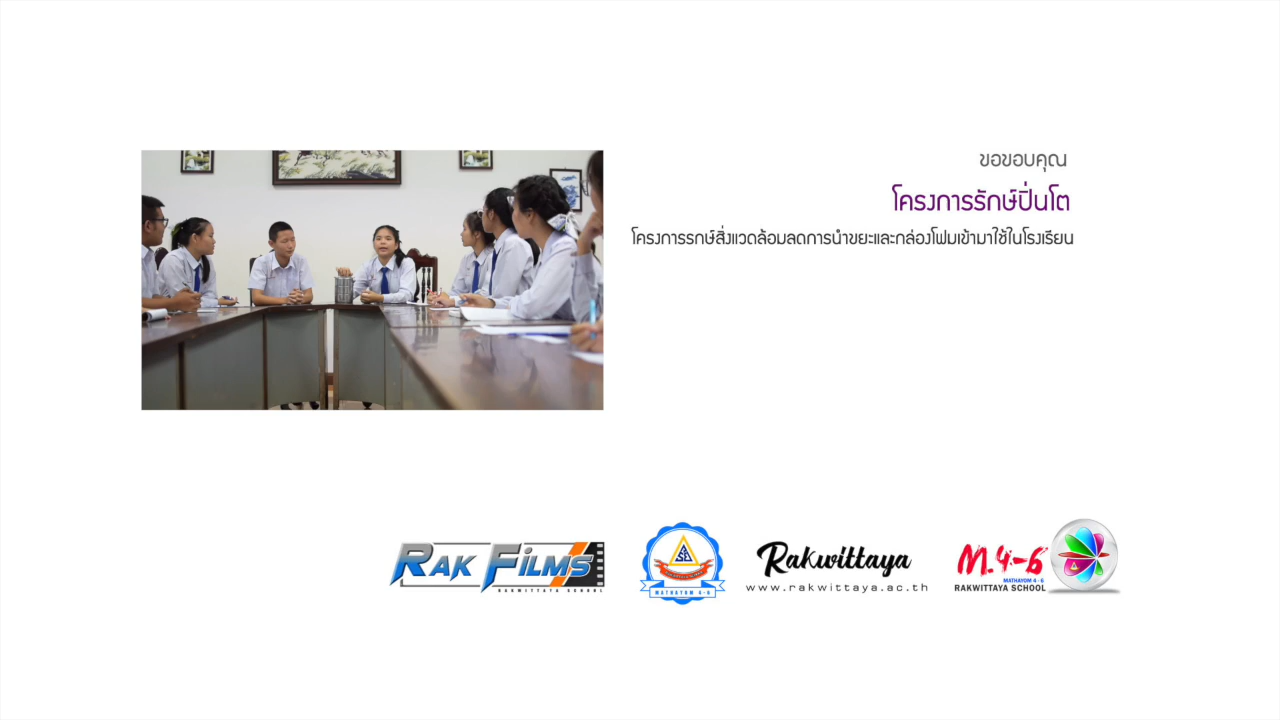 ขอขอบคุณ
โครงการรักษ์ปิ่นโต
โครงการรกษ์สิ่งแวดล้อมลดการนำขยะและกล่องโฟมเข้ามาใช้ในโรงเรียน
RAK FILMS
RAKWITTAYA SCHOOL
MATHAYOM 4-6
Rakwittaya
www.rakwittaya.ac.th
M.4-6
MATHAYOM 4 - 6
RAKWITTAYA SCHOOL